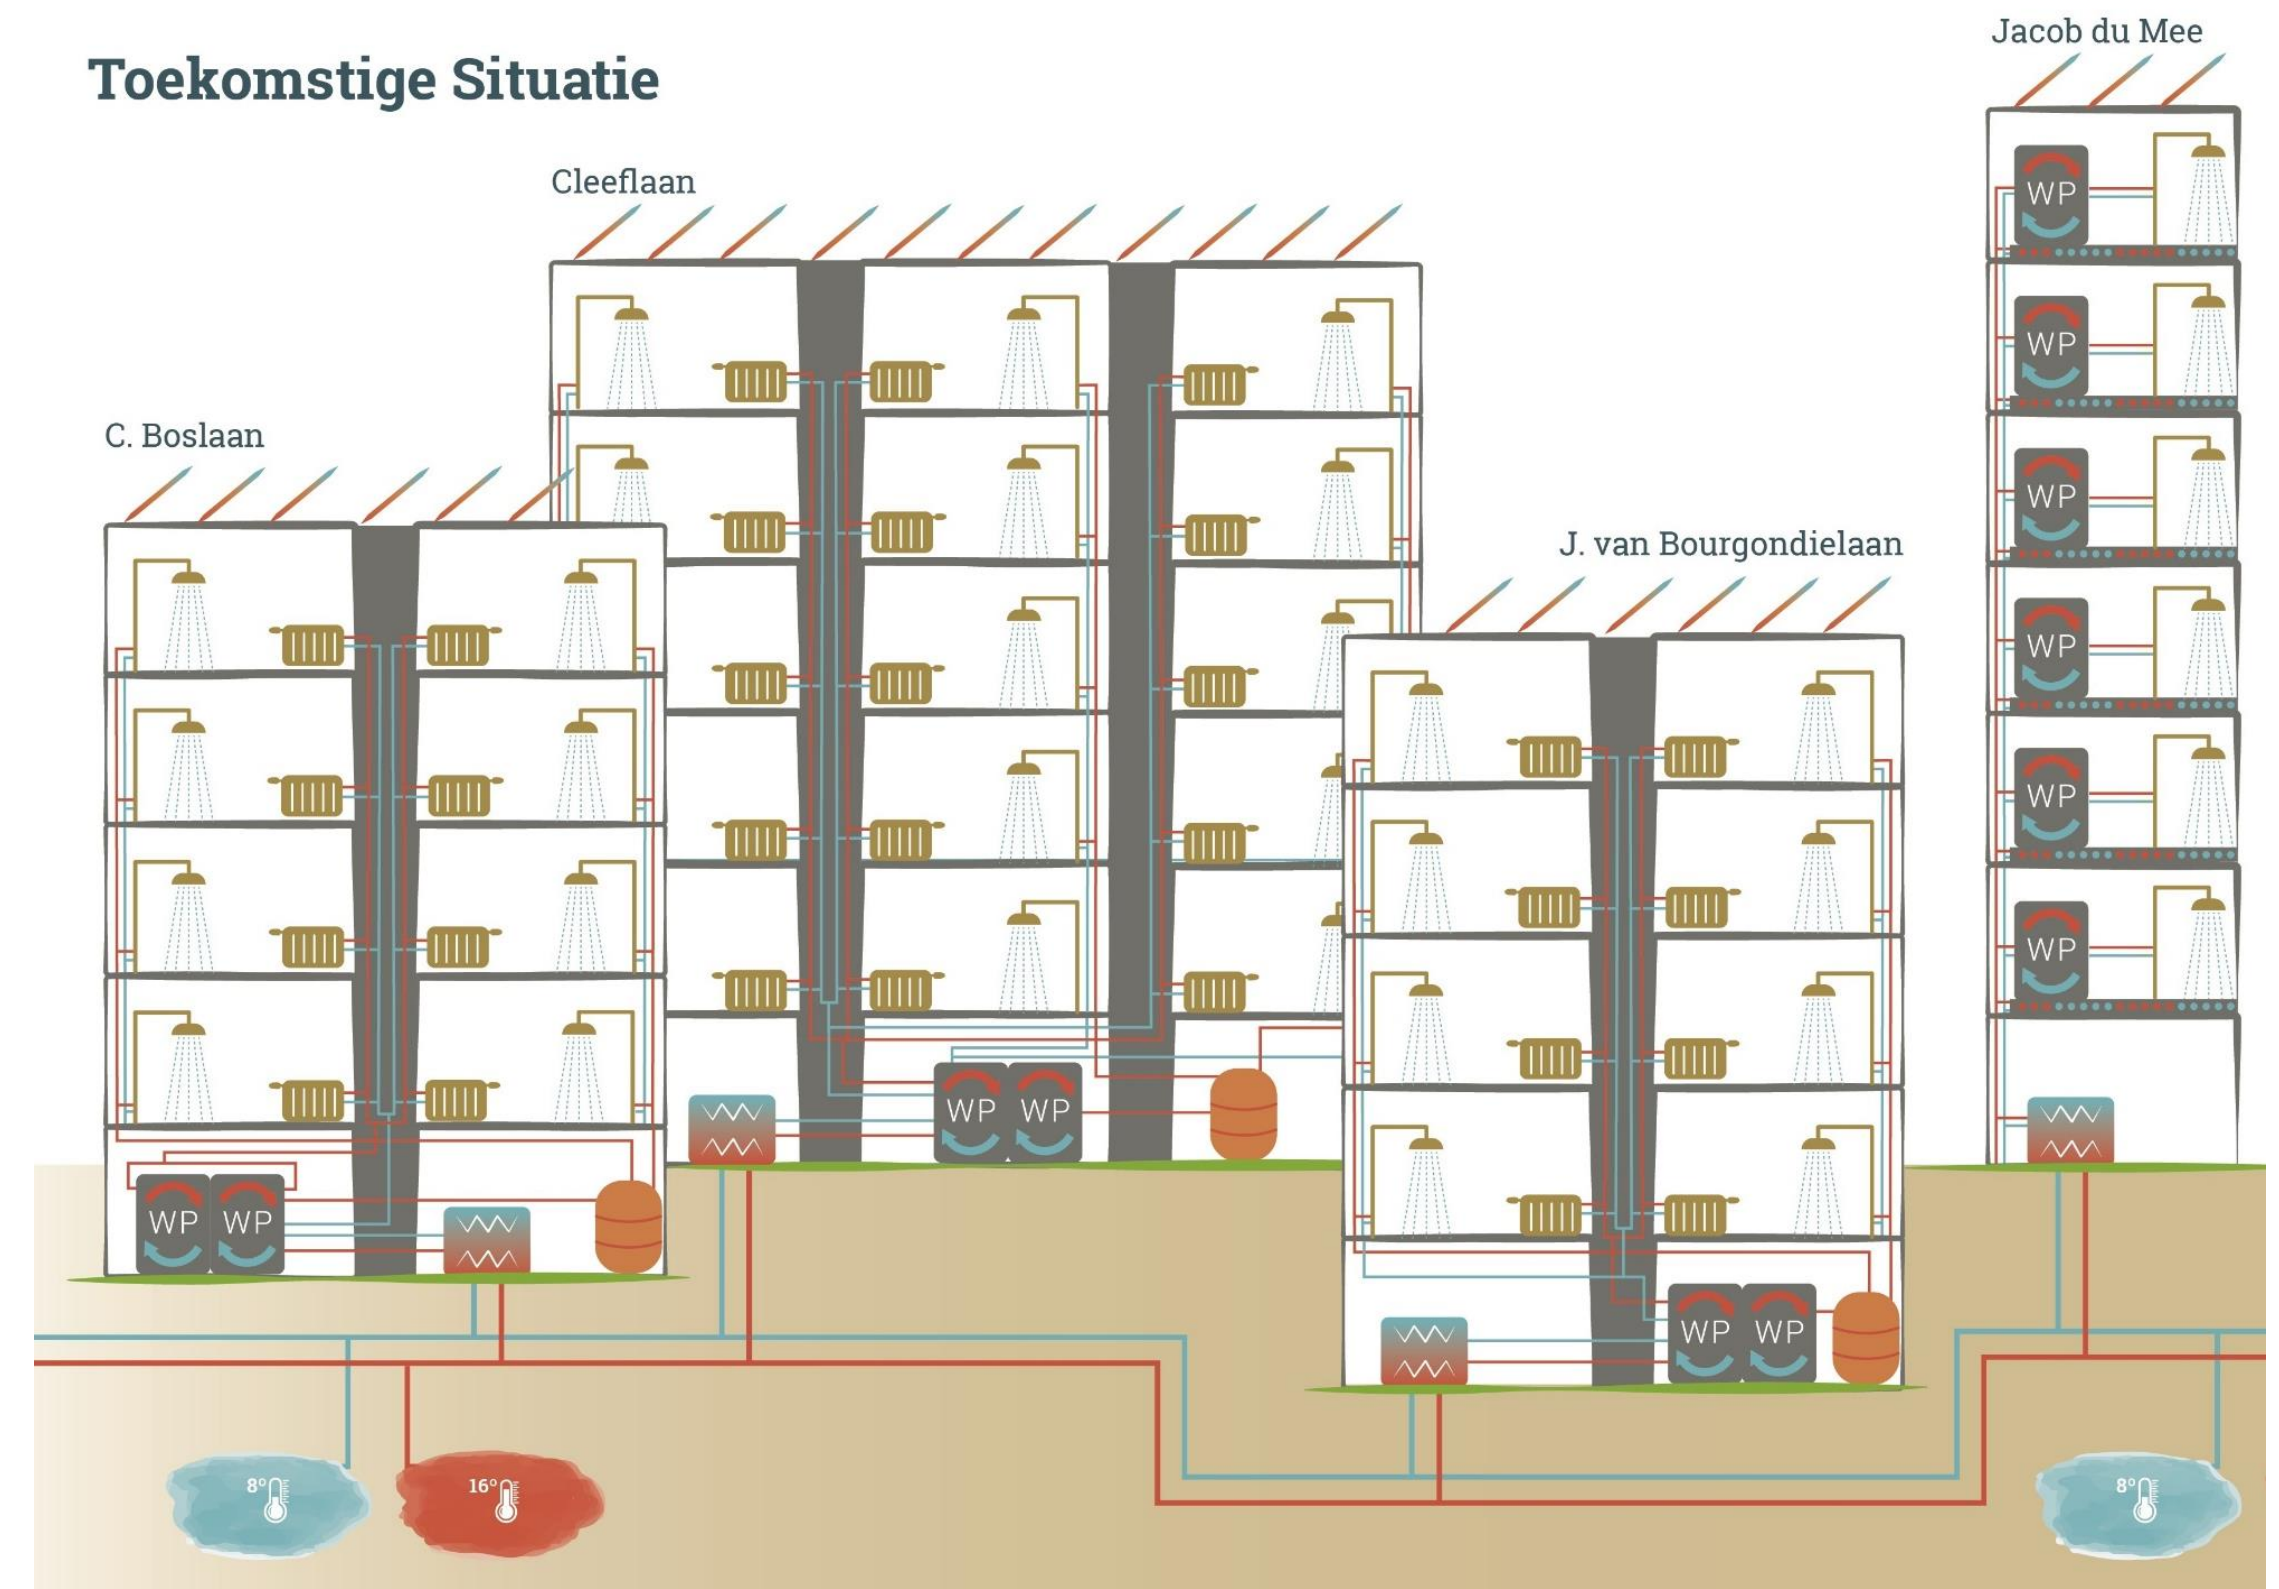 Jacob du Mee
Toekomstige Situatie
Cleeflaan
WP
WP
C. Boslaan
WP
J. van Bourgondielaan
WP
WP
WP
WP WP
WP WP
WP WP
8°
16°
8°